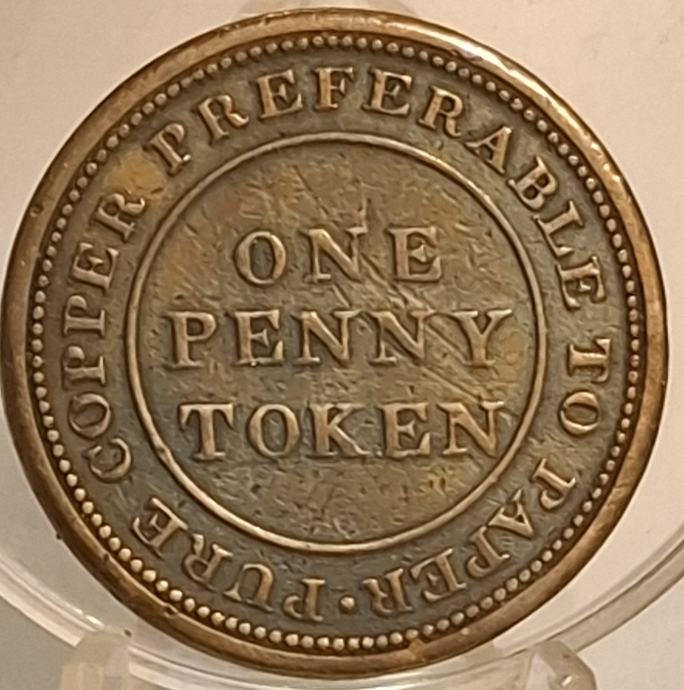 PURE COPPER PREFERABLE TO PAPER·
ONE
PENNY
TOKEN